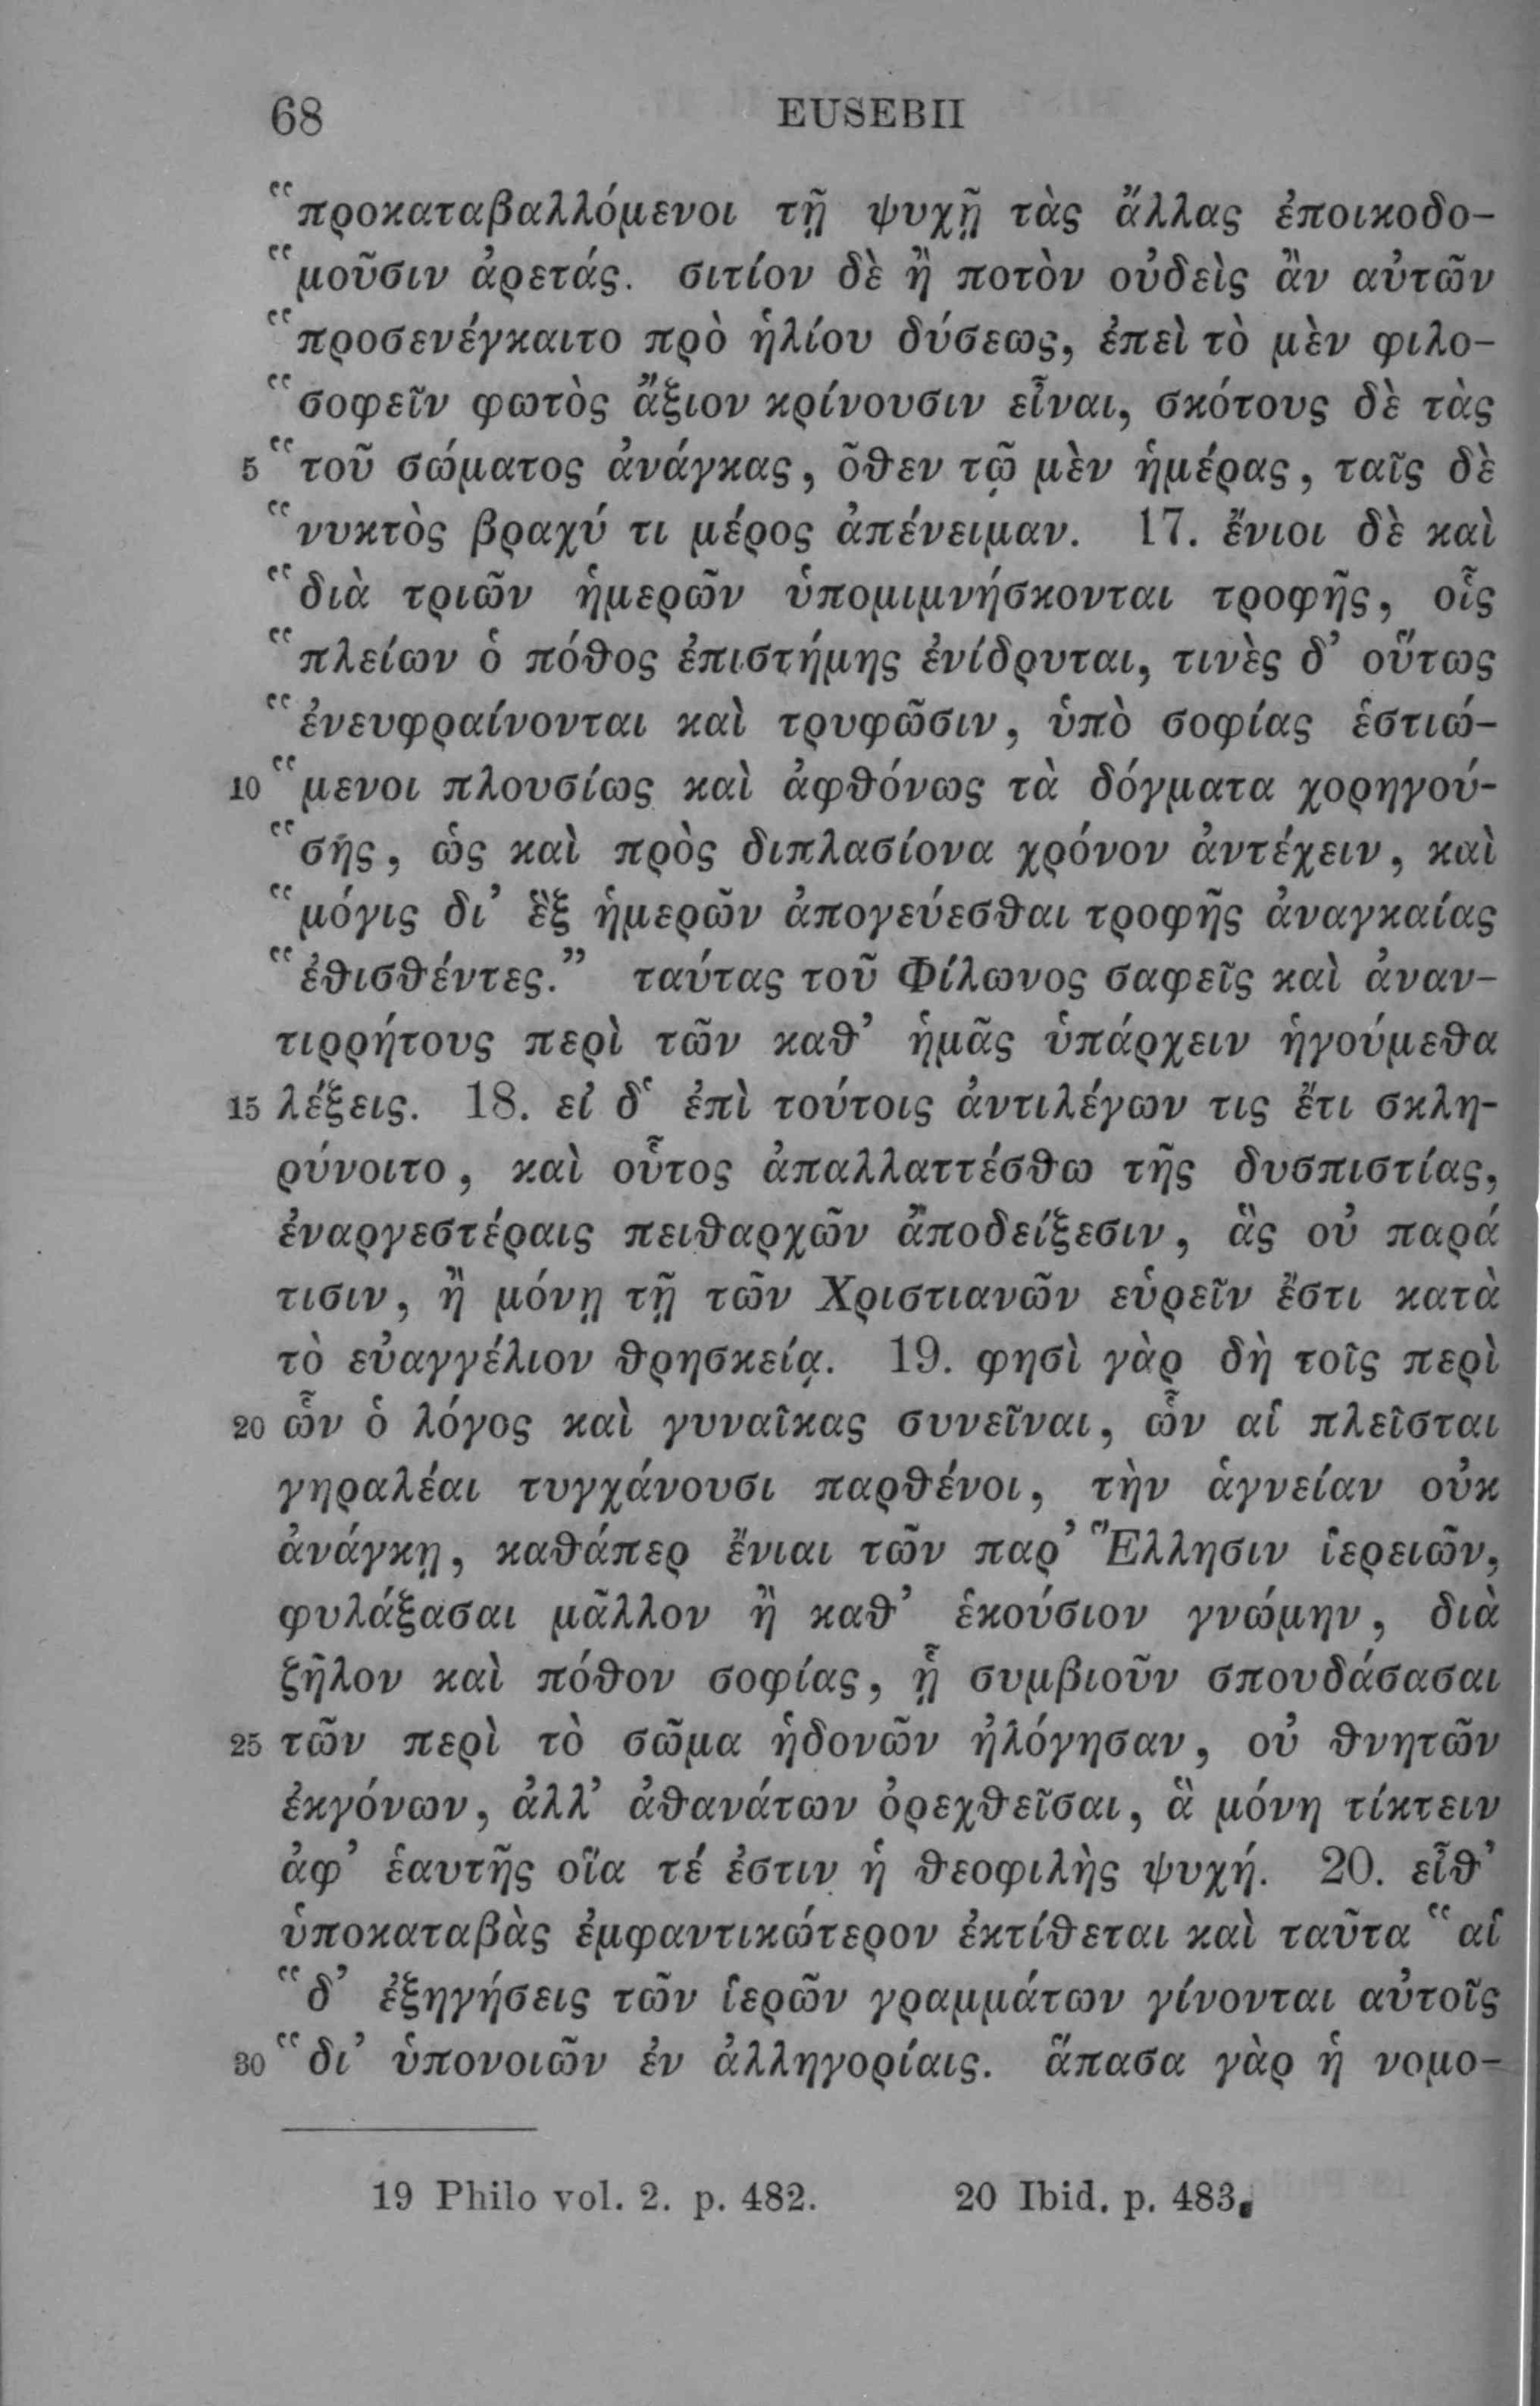 68 EUSEBII
“προκαταβαλλόμενοι τῇ ψυχῇ τὰς ἄλλας ἐποικοδο-
“μοῦσιν ἀρετάς. σιτίον δὲ ἢ ποτὸν οὐδεὶς ἂν αὐτῶν
“προσενέγκαιτο πρὸ ἡλίου δύσεως, ἐπεὶ τὸ μὲν φιλο-
“σοφεῖν φωτὸς ἄξιον κρίνουσιν εἶναι, σκότους δὲ τὰς
5 “τοῦ σώματος ἀνάγκας, ὅθεν τῷ μὲν ἡμέρας, ταῖς δὲ
“νυκτὸς βραχύ τι μέρος ἀπένειμαν. 17. ἔνιοι δὲ καὶ
“διὰ τριῶν ἡμερῶν ὑπομιμνήσκονται τροφῆς, οἷς
“πλείων ὁ πόθος ἐπιστήμης ἐνίδρυται, τινὲς δ’ οὕτως
“ἐνευφραίνονται καὶ τρυφῶσιν, ὑπὸ σοφίας ἑστιώ-
10 “μενοι πλουσίως καὶ ἀφθόνως τὰ δόγματα χορηγού-
“σης, ὡς καὶ πρὸς διπλασίονα χρόνον ἀντέχειν, καὶ
“μόγις δι’ ἓξ ἡμερῶν ἀπογεύεσθαι τροφῆς ἀναγκαίας
“ἐθισθέντες.” ταύτας τοῦ Φίλωνος σαφεῖς καὶ ἀναν-
τιρρήτους περὶ τῶν καθ’ ἡμᾶς ὑπάρχειν ἡγούμεθα
15 λέξεις. 18. εἰ δ‘ ἐπὶ τούτοις ἀντιλέγων τις ἔτι σκλη-
ρύνοιτο, καὶ οὗτος ἀπαλλαττέσθω τῆς δυσπιστίας,
ἐναργεστέραις πειθαρχῶν ἀποδείξεσιν, ἃς οὐ παρά
τισιν, ἢ μόνῃ τῇ τῶν Χριστιανῶν εὑρεῖν ἔστι κατὰ
τὸ εὐαγγέλιον θρησκείᾳ. 19. φησὶ γὰρ δὴ τοῖς περὶ
20 ὧν ὁ λόγος καὶ γυναῖκας συνεῖναι, ὧν αἱ πλεῖσται
γηραλέαι τυγχάνουσι παρθένοι, τὴν ἁγνείαν οὐκ
ἀνάγκῃ, καθάπερ ἔνιαι τῶν παρ’ Ἕλλησιν ἱερειῶν,
φυλάξασαι μᾶλλον ἢ καθ’ ἑκούσιον γνώμην, διὰ
ζῆλον καὶ πόθον σοφίας, ᾗ συμβιοῦν σπουδάσασαι
25 τῶν περὶ τὸ σῶμα ἡδονῶν ἠλόγησαν, οὐ θνητῶν
ἐκγόνων, ἀλλ’ ἀθανάτων ὀρεχθεῖσαι, ἃ μόνη τίκτειν
ἀφ’ ἑαυτῆς οἵα τέ ἐστιν ἡ θεοφιλὴς ψυχή. 20. εἶθ’
ὑποκαταβὰς ἐμφαντικώτερον ἐκτίθεται καὶ ταῦτα “αἱ
“δ’ ἐξηγήσεις τῶν ἱερῶν γραμμάτων γίνονται αὐτοῖς
30 “δι’ ὑπονοιῶν ἐν ἀλληγορίαις. ἅπασα γὰρ ἡ νομο-
19 Philo vol. 2. p. 482. 20 Ibid. p. 483.